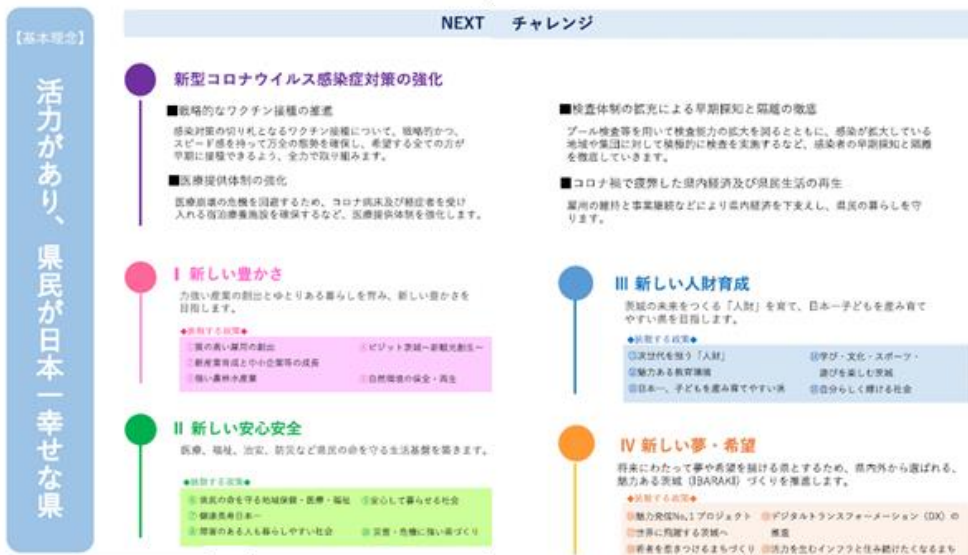 【基本理念】
活力があり、県民が日本一幸せな県
NEXT チャレンジ
新型コロナウイルス感染症対策の強化
■戦略的なワクチン接種の推進
感染対策の切り札となるワクチン接種について、戦略的かつ、
スピード感を持って万全の態勢を確保し、希望する全ての方が
早期に接種できるよう、全力で取り組みます。
■医療提供体制の強化
医療崩壊の危機を回避するため、コロナ病床及び軽症者を受け
入れる宿泊療養施設を確保するなど、医療提供体制を強化します。
■検査体制の拡充による早期探知と隔離の徹底
プール検査等を用いて検査能力の拡大を図るとともに、感染が拡大している
地域や集団に対して積極的に検査を実施するなど、感染者の早期探知と隔離
を徹底していきます。
■コロナ禍で疲弊した県内経済及び県民生活の再生
雇用の維持と事業継続などにより県内経済を下支えし、県民の暮らしを守
ります。
Ⅰ 新しい豊かさ
力強い産業の創出とゆとりある暮らしを育み、新しい豊かさを
目指します。
◆挑戦する政策◆
①質の高い雇用の創出
②新産業育成と中小企業等の成長
③強い農林水産業
④ビジット茨城～新観光創生～
⑤自然環境の保全・再生
Ⅱ 新しい安心安全
医療、福祉、治安、防災など県民の命を守る生活基盤を築きます。
◆挑戦する政策◆
⑥県民の命を守る地域保健・医療・福祉
⑦健康長寿日本一
⑧障害のある人も暮らしやすい社会
⑨安心して暮らせる社会
⑩災害・危機に強い県づくり
Ⅲ 新しい人財育成
茨城の未来をつくる「人財」を育て、日本一子どもを産み育て
やすい県を目指します。
◆挑戦する政策◆
⑪次世代を担う「人財」
⑫魅力ある教育環境
⑬日本一、子どもを産み育てやすい県
⑭学び・文化・スポーツ・
遊びを楽しむ茨城
⑮自分らしく輝ける社会
Ⅳ 新しい夢・希望
将来にわたって夢や希望を描ける県とするため、県内外から選ばれる、
魅力ある茨城（IBARAKI）づくりを推進します。
◆挑戦する政策◆
⑯魅力発信No.1プロジェクト
⑰世界に飛躍する茨城へ
⑱若者を惹きつけるまちづくり
⑲デジタルトランスフォーメーション（DX）の
推進
⑳活力を生むインフラと住み続けたくなるまち